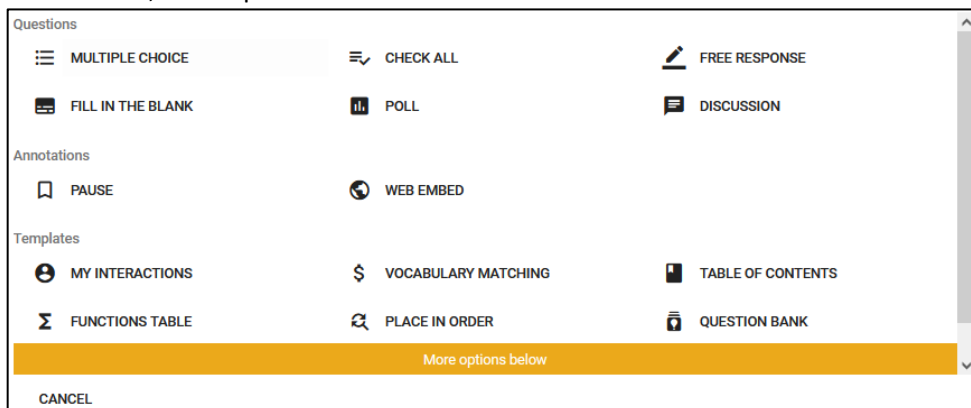 Questions
MULTIPLE CHOICE CHECK ALL FREE RESPONSE
FILL IN THE BLANK POLL DISCUSSION
Annotations
PAUSE WEB EMBED
Templates
MY INTERACTIONS $ VOCABULARY MATCHING TABLE OF CONTENTS
Σ FUNCTIONS TABLE PLACE IN ORDER QUESTION BANK
More options below
CANCEL